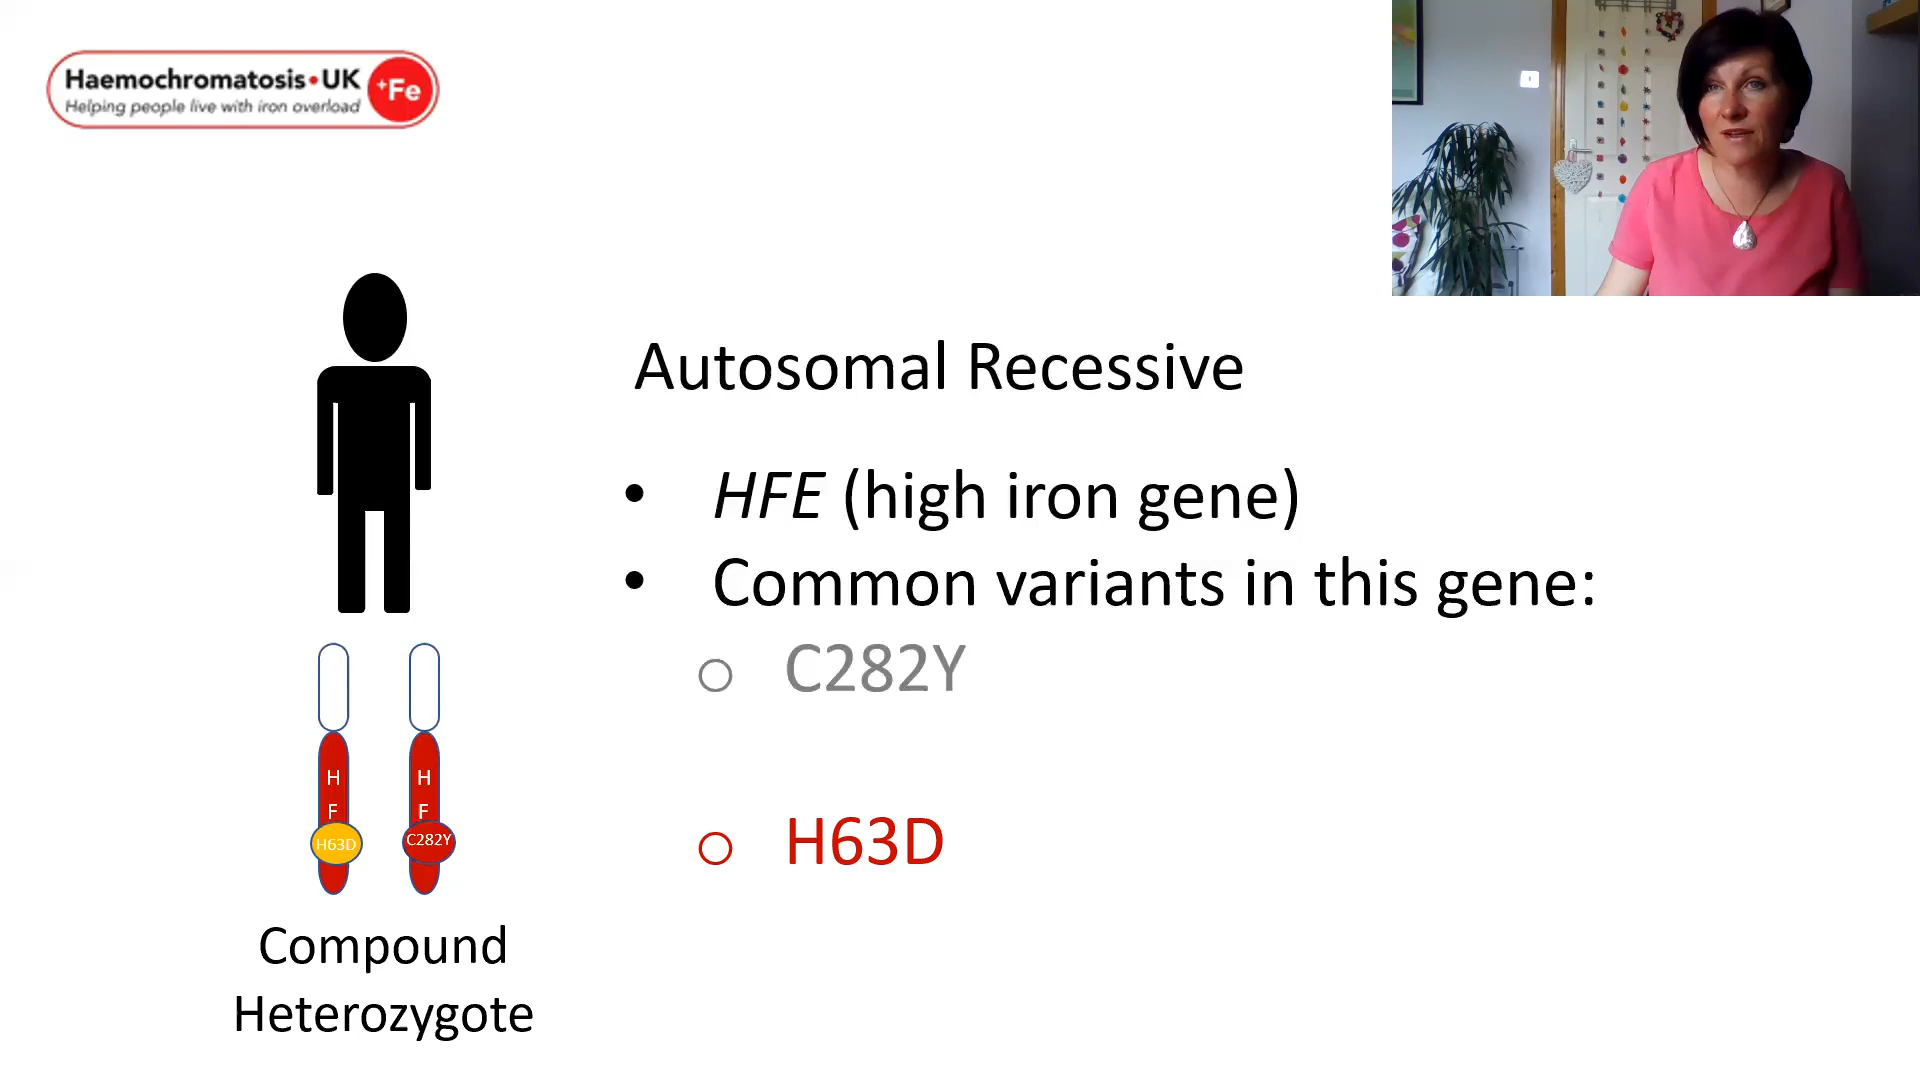 Haemochromatosis•UK
Helping people live with iron overload
+Fe
Autosomal Recessive
• HFE (high iron gene)
• Common variants in this gene:
o C282Y
o H63D
H
F
H63D
H
F
C282Y
Compound
Heterozygote